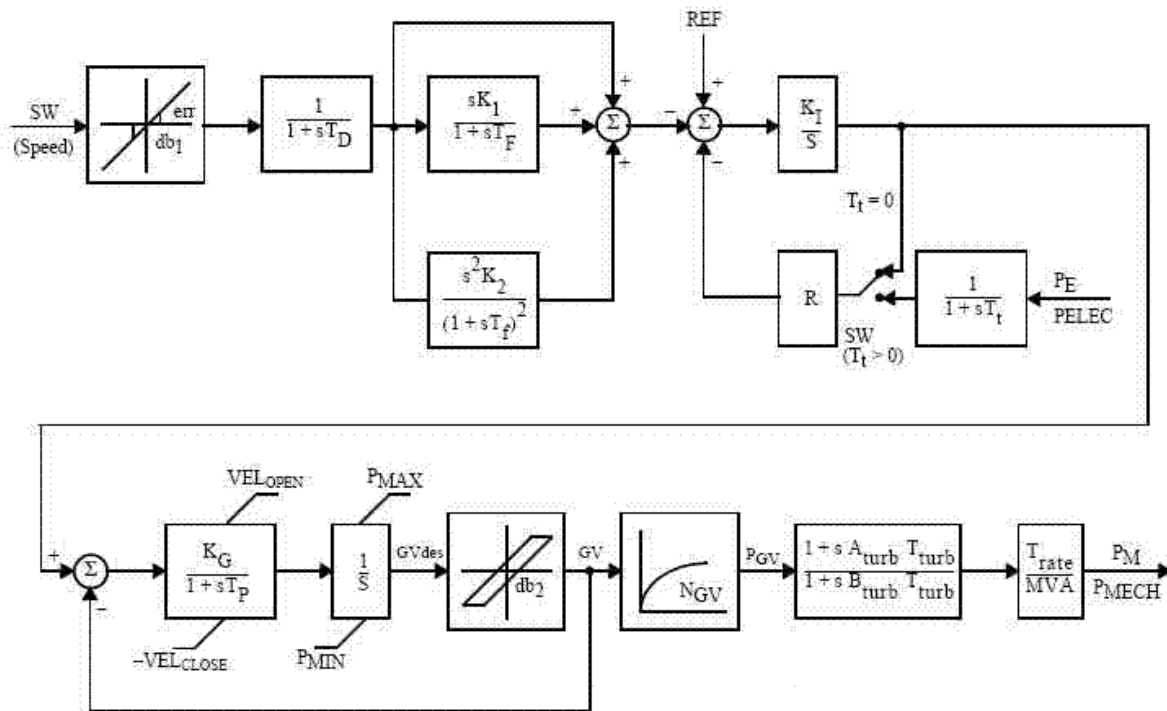 SW
(Speed)
err
db1
1
1 + sTD
sK1
1 + sTF
s2K2
(1 + sTf)2
+
+
+
Σ
REF
−
+
−
Σ
KI
S
Tt = 0
R
SW
(Tt > 0)
1
1 + sTt
PE
PELEC
+
−
Σ
VELOPEN
KG
1 + sTP
−VELCLOSE
PMAX
1
S
PMIN
GVdes
db2
GV
NGV
PGV
1 + s Aturb Tturb
1 + s Bturb Tturb
Trate
MVA
PM
PMECH